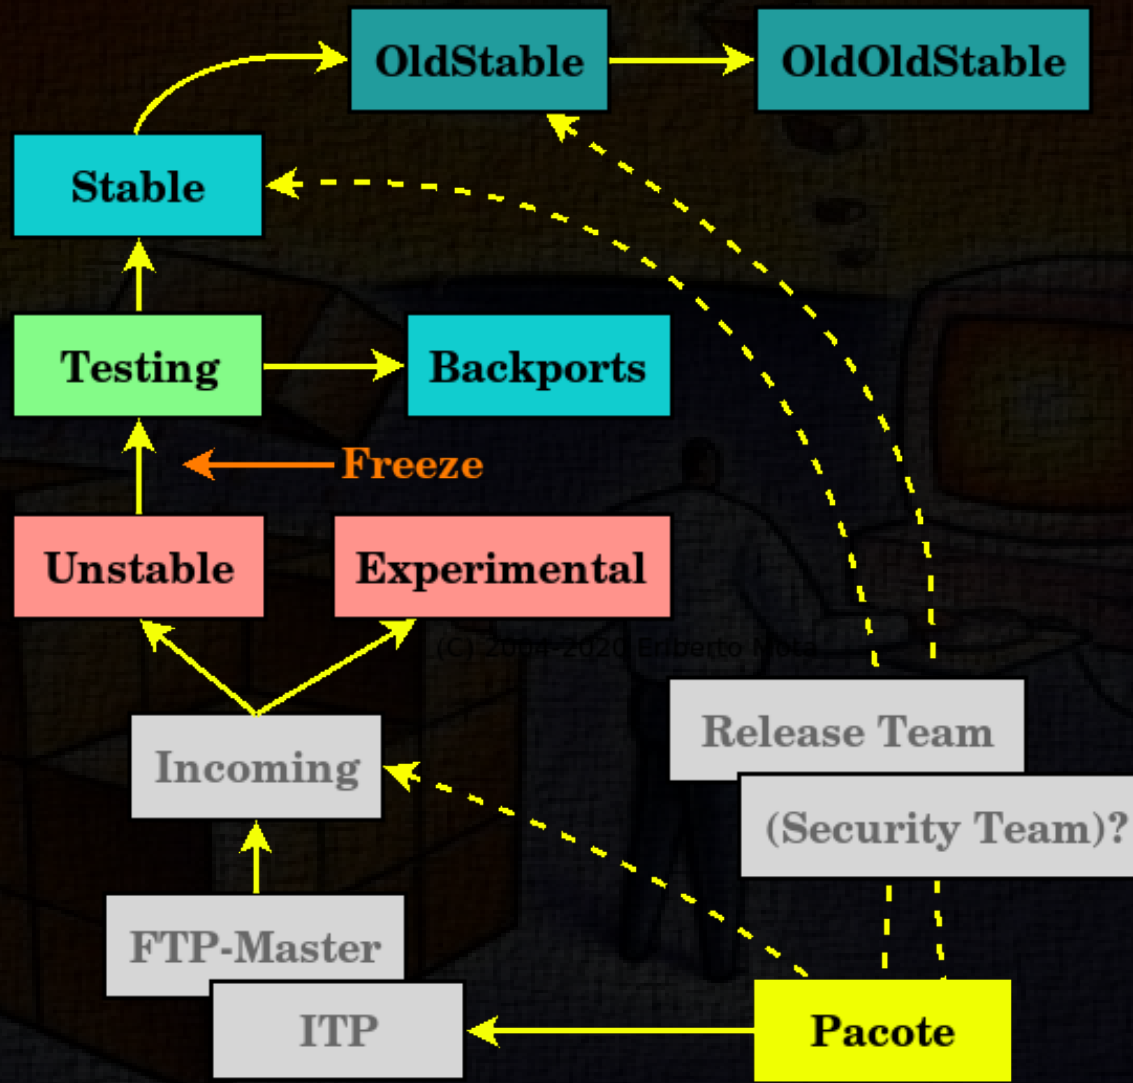 OldStable
OldOldStable
Stable
Testing
Backports
Freeze
Unstable
Experimental
(C) 2004-2020 Eriberto Mota
Release Team
Incoming
(Security Team)?
FTP-Master
ITP
Pacote